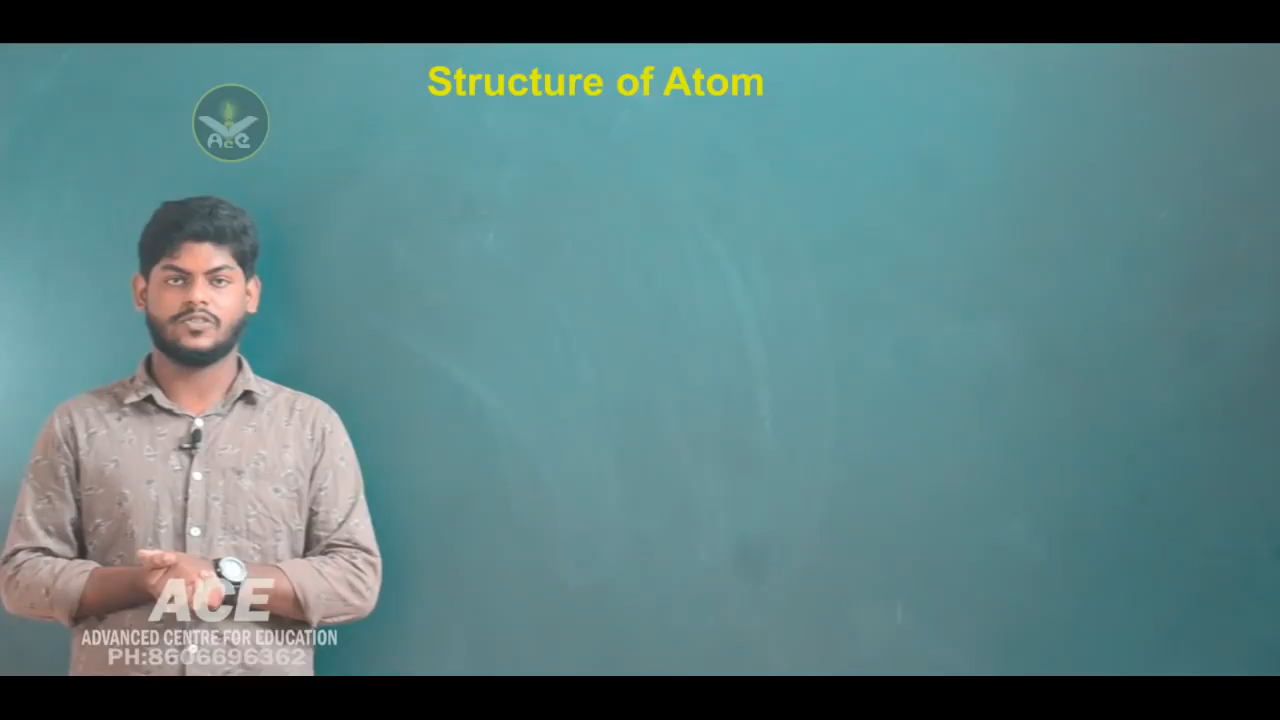 Structure of Atom
AcE
ACE
ADVANCED CENTRE FOR EDUCATION
PH:8606696362